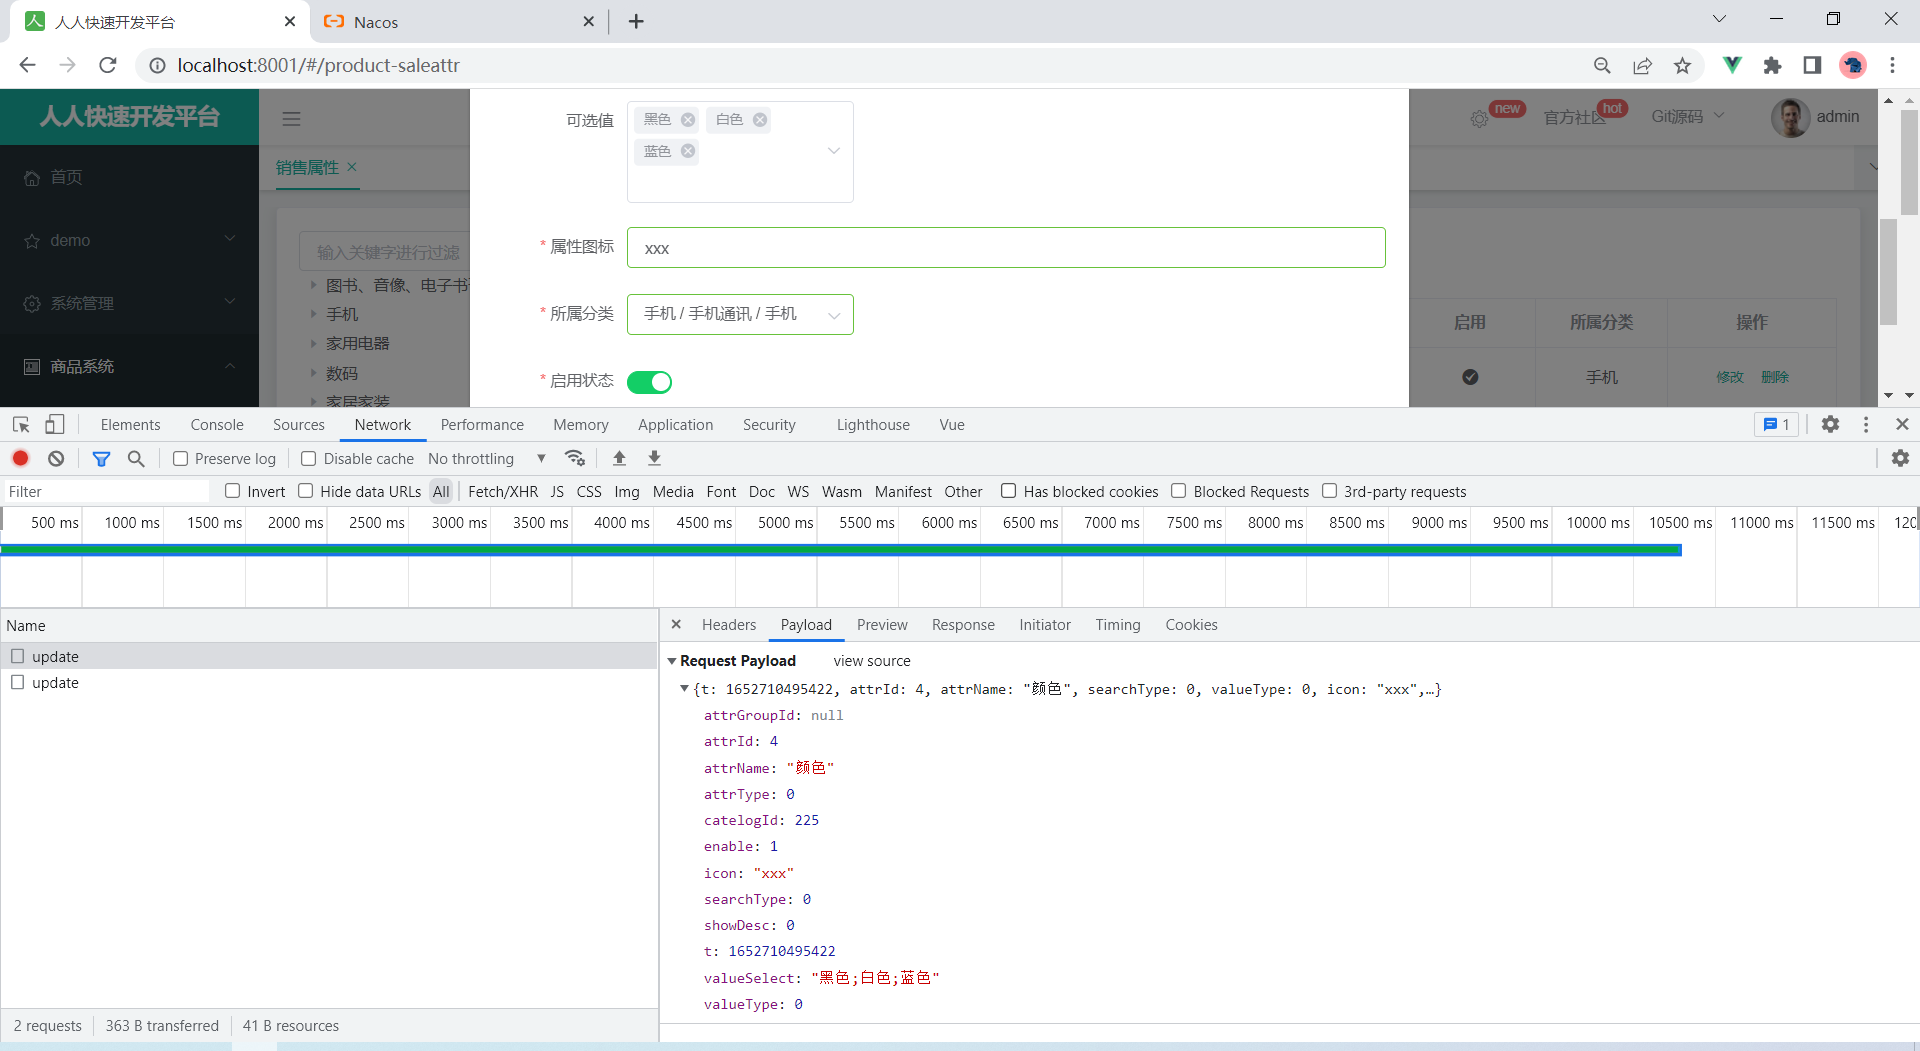 人人快速开发平台
Nacos
localhost:8001/#/product-saleattr
人人快速开发平台
可选值
黑色
白色
蓝色
new
官方社区
hot
Git源码
admin
首页
销售属性
demo
输入关键字进行过滤
*属性图标
xxx
图书、音像、电子书
系统管理
手机
*所属分类
手机 / 手机通讯 / 手机
启用
所属分类
操作
家用电器
商品系统
数码
*启用状态
手机
修改
删除
家居家装
Elements Console Sources Network Performance Memory Application Security Lighthouse Vue
1
Preserve log Disable cache No throttling
Filter Invert Hide data URLs All Fetch/XHR JS CSS Img Media Font Doc WS Wasm Manifest Other Has blocked cookies Blocked Requests 3rd-party requests
500 ms 1000 ms 1500 ms 2000 ms 2500 ms 3000 ms 3500 ms 4000 ms 4500 ms 5000 ms 5500 ms 6000 ms 6500 ms 7000 ms 7500 ms 8000 ms 8500 ms 9000 ms 9500 ms 10000 ms 10500 ms 11000 ms 11500 ms
Name
update
update
2 requests 363 B transferred 41 B resources
Headers Payload Preview Response Initiator Timing Cookies
Request Payload view source
{t: 1652710495422, attrId: 4, attrName: "颜色", searchType: 0, valueType: 0, icon: "xxx",…}
attrGroupId: null
attrId: 4
attrName: "颜色"
attrType: 0
catelogId: 225
enable: 1
icon: "xxx"
searchType: 0
showDesc: 0
t: 1652710495422
valueSelect: "黑色;白色;蓝色"
valueType: 0